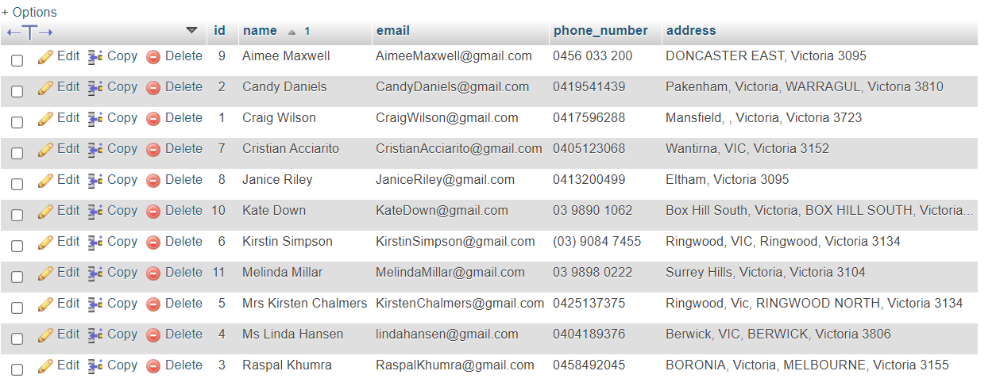 + Options
id name 1 email phone_number address
Edit Copy Delete 9 Aimee Maxwell AimeeMaxwell@gmail.com 0456 033 200 DONCASTER EAST, Victoria 3095
Edit Copy Delete 2 Candy Daniels CandyDaniels@gmail.com 0419541439 Pakenham, Victoria, WARRAGUL, Victoria 3810
Edit Copy Delete 1 Craig Wilson CraigWilson@gmail.com 0417596288 Mansfield, , Victoria, Victoria 3723
Edit Copy Delete 7 Cristian Acciarito CristianAcciarito@gmail.com 0405123068 Wantirna, VIC, Victoria 3152
Edit Copy Delete 8 Janice Riley JaniceRiley@gmail.com 0413200499 Eltham, Victoria 3095
Edit Copy Delete 10 Kate Down KateDown@gmail.com 03 9890 1062 Box Hill South, Victoria, BOX HILL SOUTH, Victoria...
Edit Copy Delete 6 Kirstin Simpson KirstinSimpson@gmail.com (03) 9084 7455 Ringwood, VIC, Ringwood, Victoria 3134
Edit Copy Delete 11 Melinda Millar MelindaMillar@gmail.com 03 9898 0222 Surrey Hills, Victoria, Victoria 3104
Edit Copy Delete 5 Mrs Kirsten Chalmers KirstenChalmers@gmail.com 0425137375 Ringwood, Vic, RINGWOOD NORTH, Victoria 3134
Edit Copy Delete 4 Ms Linda Hansen lindahansen@gmail.com 0404189376 Berwick, VIC, BERWICK, Victoria 3806
Edit Copy Delete 3 Raspal Khumra RaspalKhumra@gmail.com 0458492045 BORONIA, Victoria, MELBOURNE, Victoria 3155